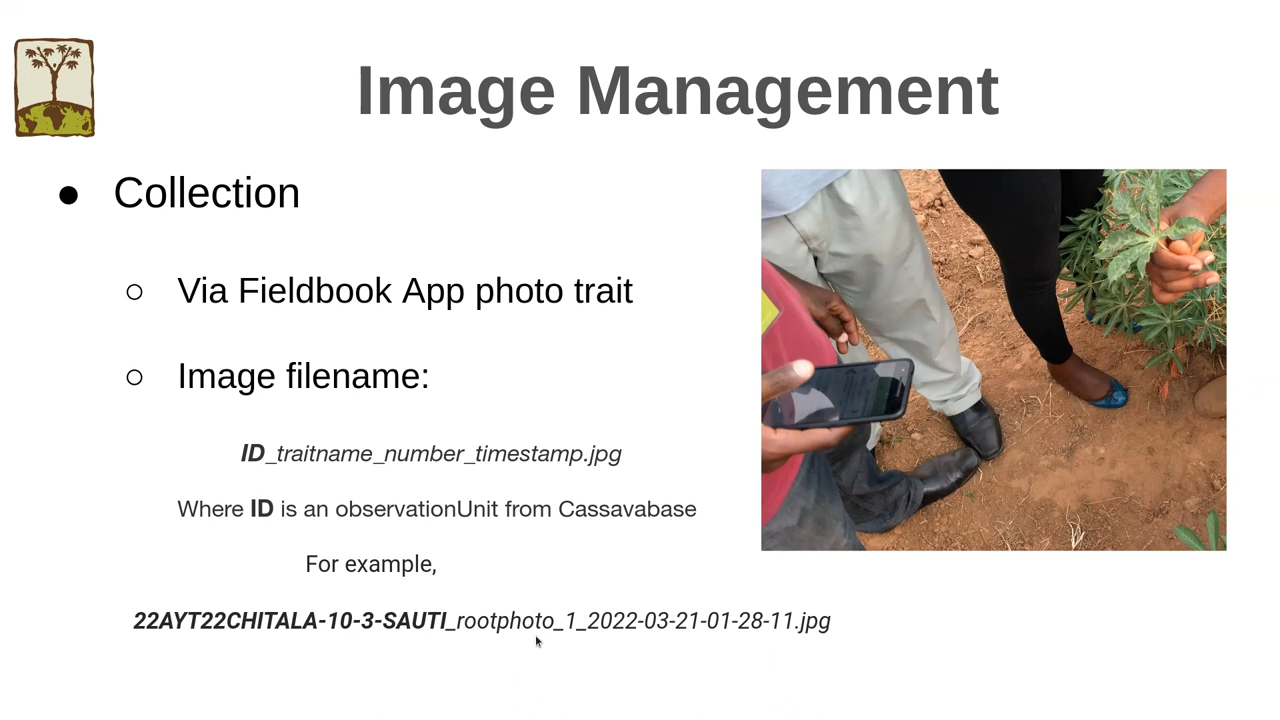 Image Management
● Collection
○ Via Fieldbook App photo trait
○ Image filename:
ID_traitname_number_timestamp.jpg
Where ID is an observationUnit from Cassavabase
For example,
22AYT22CHITALA-10-3-SAUTI_rootphoto_1_2022-03-21-01-28-11.jpg